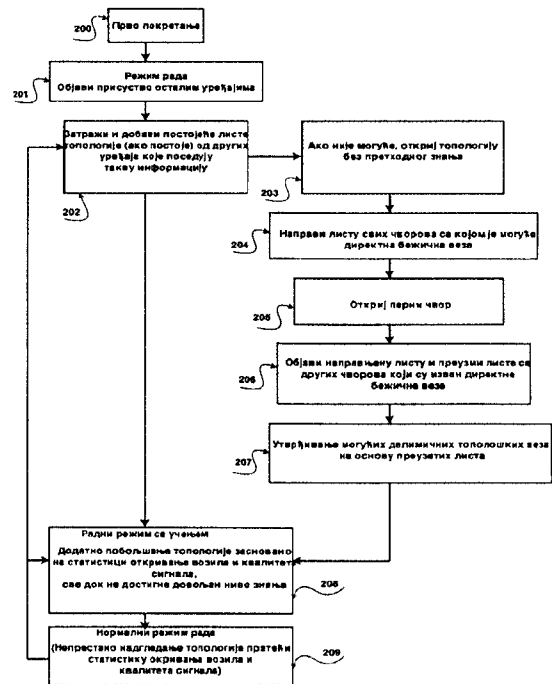 200
Прво покретање
Режим рада
Објави присуство осталим уређајима
201
Затражи и добави постојеће листе
топологије (ако постоје) од других
уређаја које поседују
такву информацију
202
Ако није могуће, откриј топологију
без претходног знања
203
Направи листу свих чворова са којом је могућа
директна бежична веза
204
Откриј парни чвор
205
Објави направљену листу и преузми листе са
других чворова који су изван директне
бежичне везе
206
Утврђивање могућих делимичних тополошких веза
на основу преузетих листа
207
Радни режим са учењем
Додатно побољшање топологије засновано
на статистици откривања возила и квалитету
сигнала,
све док не достигне довољан ниво знања
208
Нормални режим рада
(Непрестано надгледање топологије пратећи
статистику окривања возила и
квалитета сигнала)
209